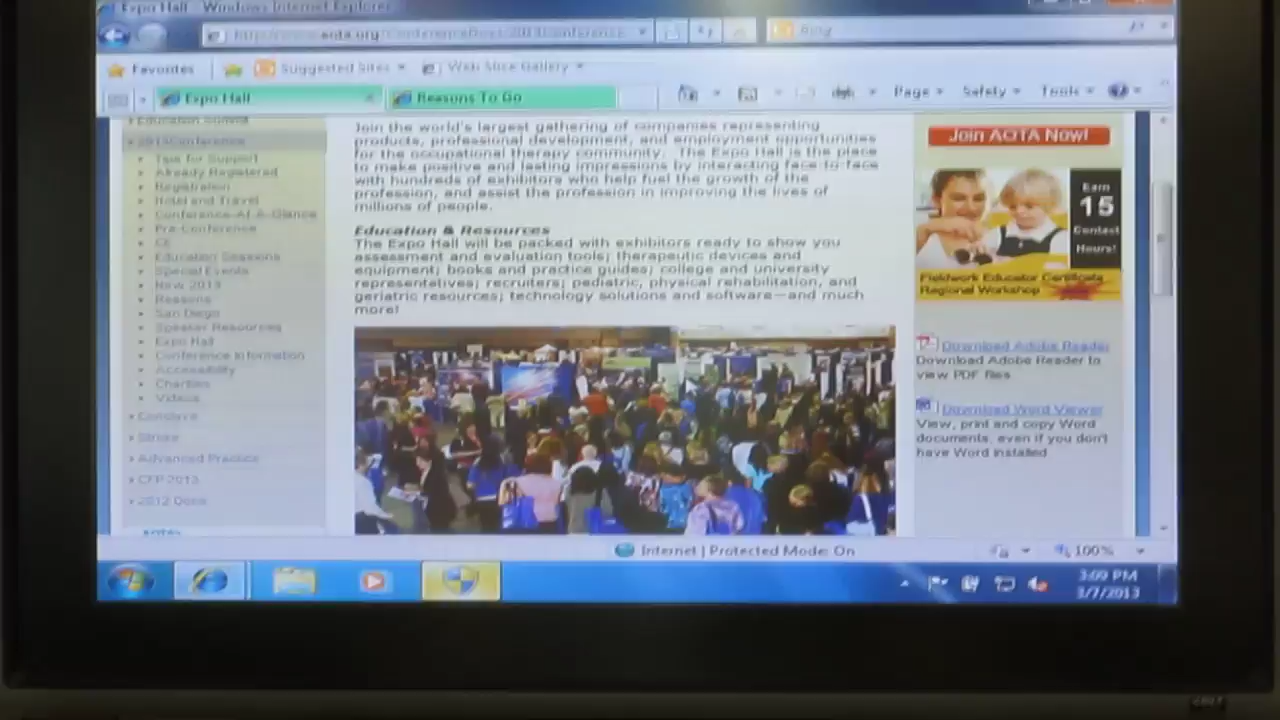 Expo Hall - Windows Internet Explorer
Bing
Favorites Suggested Sites Web Slice Gallery
Expo Hall Reasons To Go Page Safety Tools
2013Conference
Tips for Support
Already Registered
Registration
Hotel and Travel
Conference-At-A-Glance
Pre-Conference
CE
Education Sessions
Special Events
New 2013
Reasons
San Diego
Speaker Resources
Expo Hall
Conference Information
Accessibility
Charities
Videos
Conclave
Stroke
Advanced Practice
CFP 2013
2012 Docs
Join the world's largest gathering of companies representing
products, professional development, and employment opportunities
for the occupational therapy community. The Expo Hall is the place
to make positive and lasting impressions by interacting face-to-face
with hundreds of exhibitors who help fuel the growth of the
profession, and assist the profession in improving the lives of
millions of people.
Education & Resources
The Expo Hall will be packed with exhibitors ready to show you
assessment and evaluation tools; therapeutic devices and
equipment; books and practice guides; college and university
representatives; recruiters; pediatric, physical rehabilitation, and
geriatric resources; technology solutions and software—and much
more!
Join AOTA Now!
Earn
15
Contact
Hours!
Fieldwork Educator Certificate
Regional Workshop
Download Adobe Reader
Download Adobe Reader to
view PDF files
Download Word Viewer
View, print and copy Word
documents, even if you don't
have Word installed
Internet | Protected Mode: On 100%
3:09 PM
3/7/2013